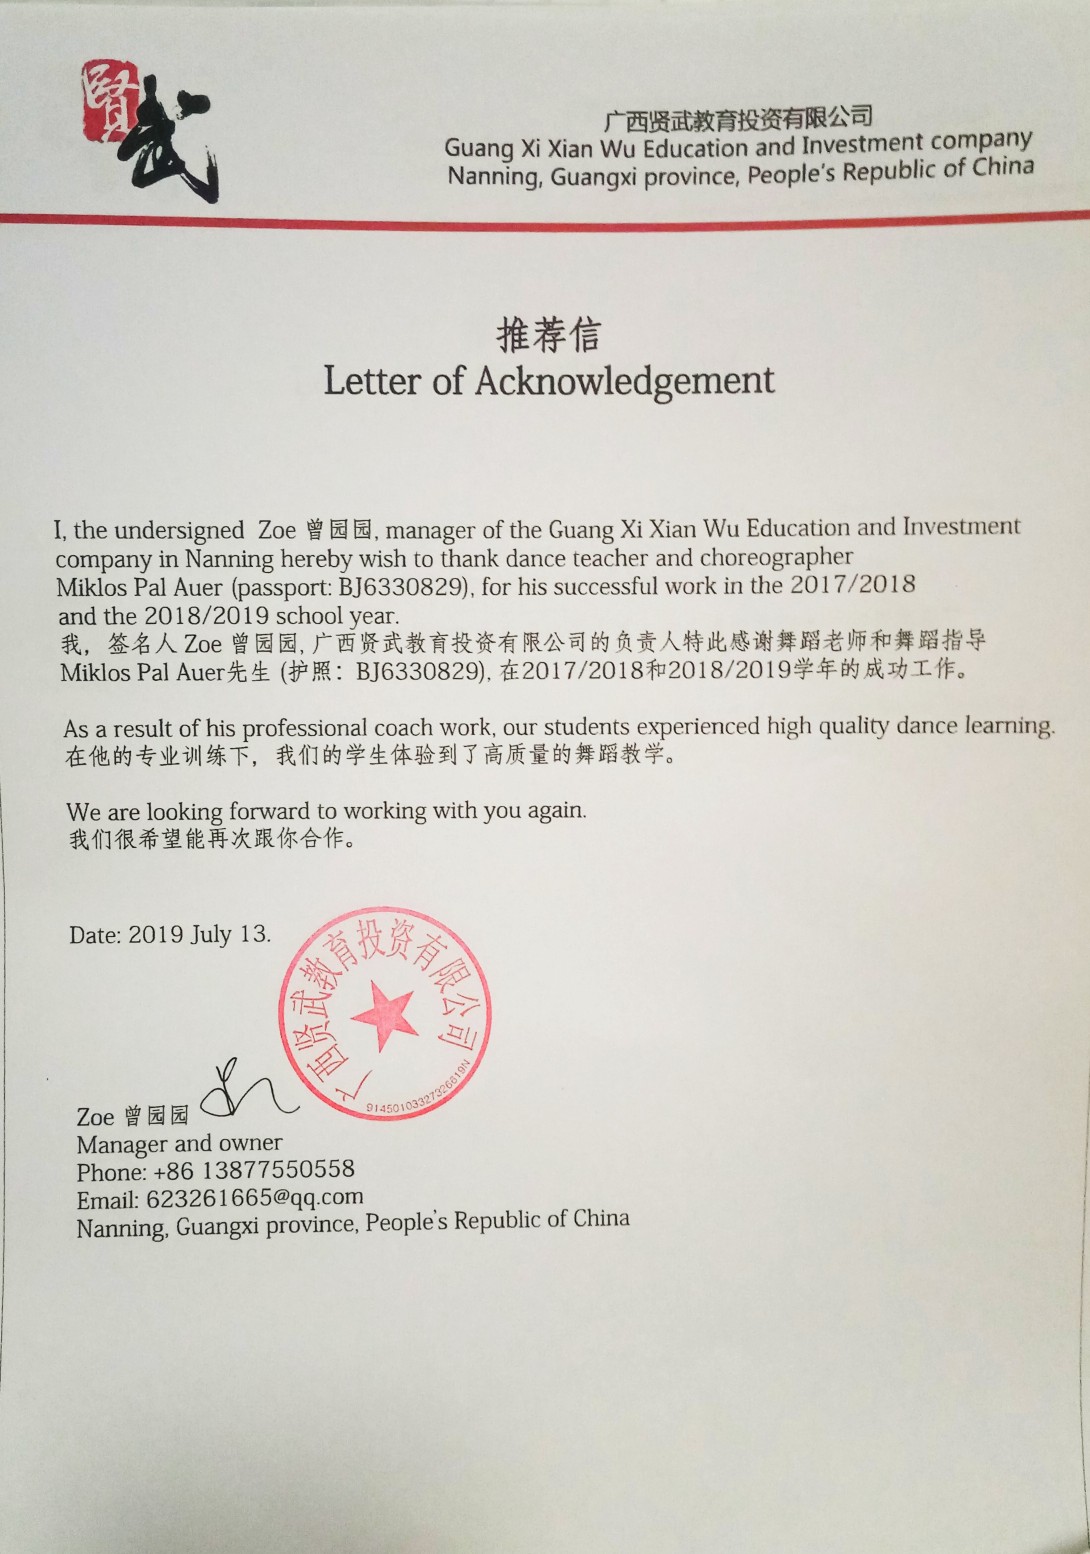 賢武
广西贤武教育投资有限公司
Guang Xi Xian Wu Education and Investment company
Nanning, Guangxi province, People's Republic of China
推荐信
Letter of Acknowledgement
I, the undersigned Zoe 曾园园, manager of the Guang Xi Xian Wu Education and Investment
company in Nanning hereby wish to thank dance teacher and choreographer
Miklos Pal Auer (passport: BJ6330829), for his successful work in the 2017/2018
and the 2018/2019 school year.
我，签名人 Zoe 曾园园, 广西贤武教育投资有限公司的负责人特此感谢舞蹈老师和舞蹈指导
Miklos Pal Auer先生 (护照：BJ6330829), 在2017/2018和2018/2019学年的成功工作。
As a result of his professional coach work, our students experienced high quality dance learning.
在他的专业训练下，我们的学生体验到了高质量的舞蹈教学。
We are looking forward to working with you again.
我们很希望能再次跟你合作。
Date: 2019 July 13.
广西贤武教育投资有限公司
91450103327326619N
Zoe 曾园园
Manager and owner
Phone: +86 13877550558
Email: 623261665@qq.com
Nanning, Guangxi province, People's Republic of China